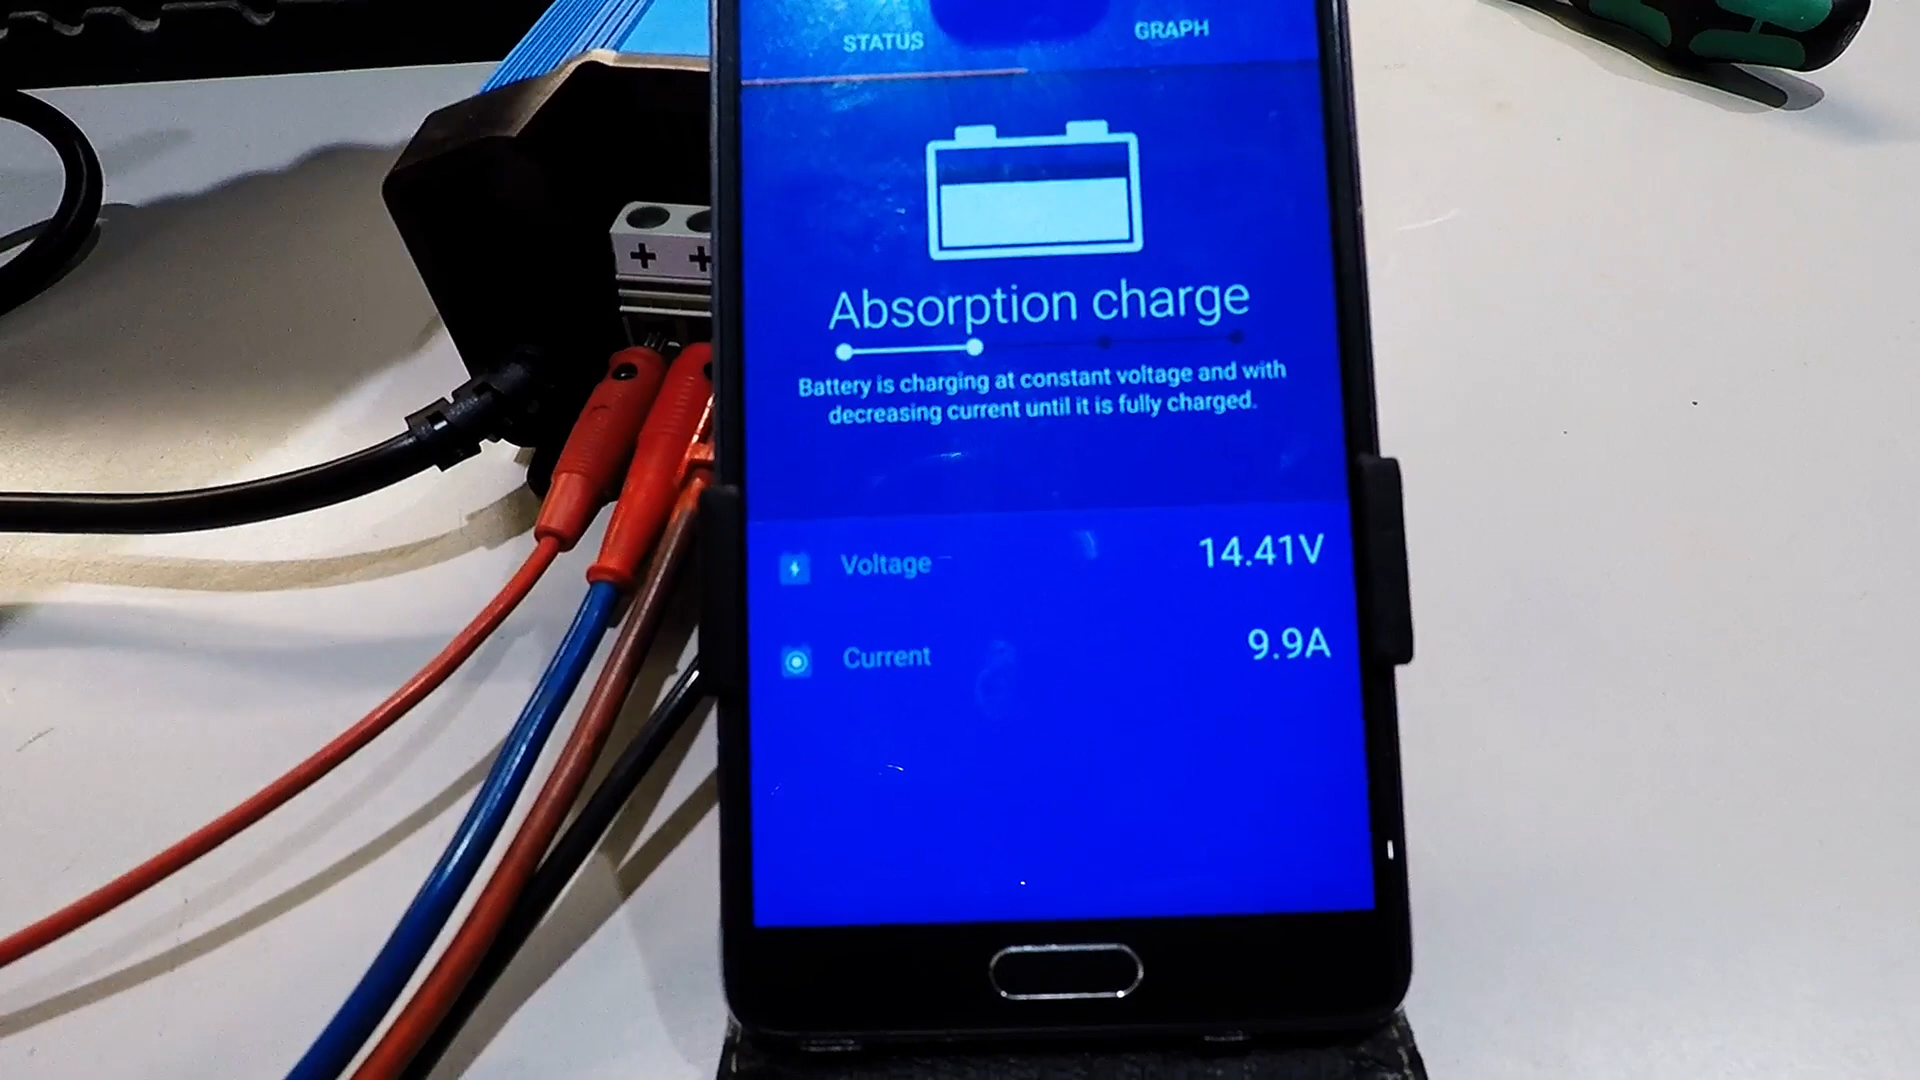 STATUS
GRAPH
+ +
Absorption charge
Battery is charging at constant voltage and with
decreasing current until it is fully charged.
Voltage 14.41V
Current 9.9A